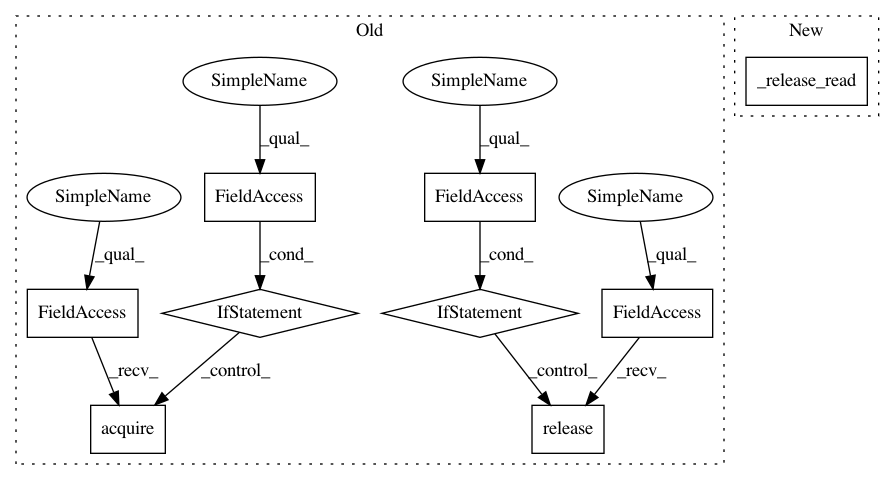 Old
New
SimpleName
SimpleName
_release_read
_qual_
_qual_
SimpleName
FieldAccess
FieldAccess
SimpleName
_qual_
_cond_
_cond_
_qual_
FieldAccess
IfStatement
IfStatement
FieldAccess
_recv_
_control_
_control_
_recv_
acquire
release